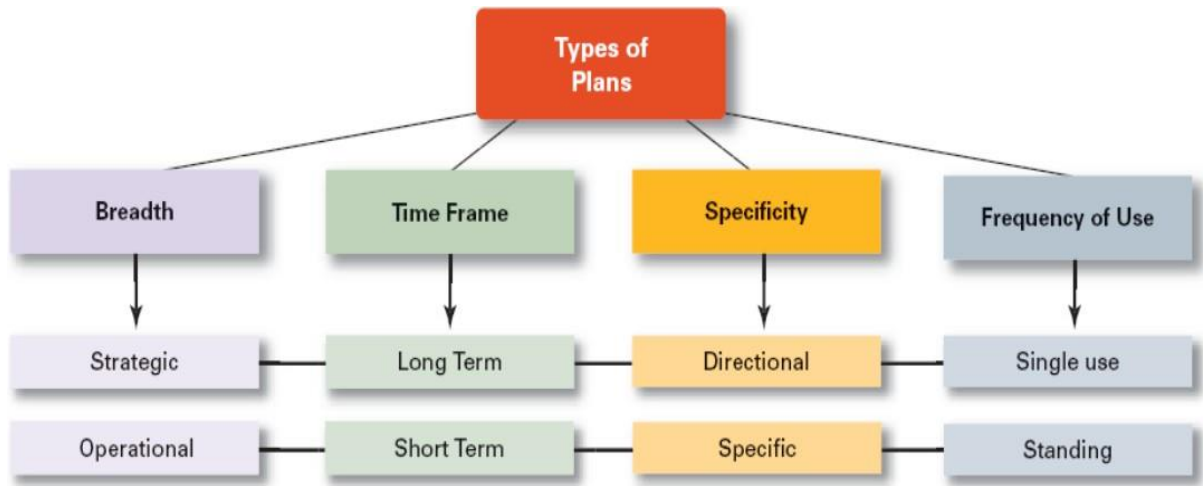 Types of
Plans
Breadth
Time Frame
Specificity
Frequency of Use
Strategic
Long Term
Directional
Single use
Operational
Short Term
Specific
Standing